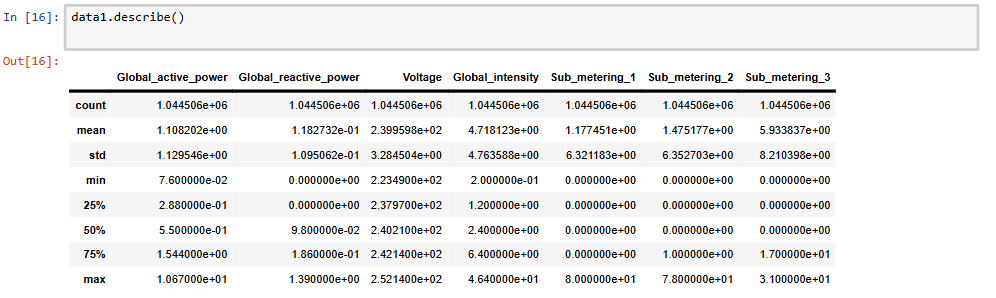 In [16]: data1.describe()
Out[16]:
Global_active_power Global_reactive_power Voltage Global_intensity Sub_metering_1 Sub_metering_2 Sub_metering_3
count 1.044506e+06 1.044506e+06 1.044506e+06 1.044506e+06 1.044506e+06 1.044506e+06 1.044506e+06
mean 1.108202e+00 1.182732e-01 2.399598e+02 4.718123e+00 1.177451e+00 1.475177e+00 5.933837e+00
std 1.129546e+00 1.095062e-01 3.284504e+00 4.763588e+00 6.321183e+00 6.352703e+00 8.210398e+00
min 7.600000e-02 0.000000e+00 2.234900e+02 2.000000e-01 0.000000e+00 0.000000e+00 0.000000e+00
25% 2.880000e-01 0.000000e+00 2.379700e+02 1.200000e+00 0.000000e+00 0.000000e+00 0.000000e+00
50% 5.500000e-01 9.800000e-02 2.402100e+02 2.400000e+00 0.000000e+00 0.000000e+00 0.000000e+00
75% 1.544000e+00 1.860000e-01 2.421400e+02 6.400000e+00 0.000000e+00 1.000000e+00 1.700000e+01
max 1.067000e+01 1.390000e+00 2.521400e+02 4.640000e+01 8.000000e+01 7.800000e+01 3.100000e+01